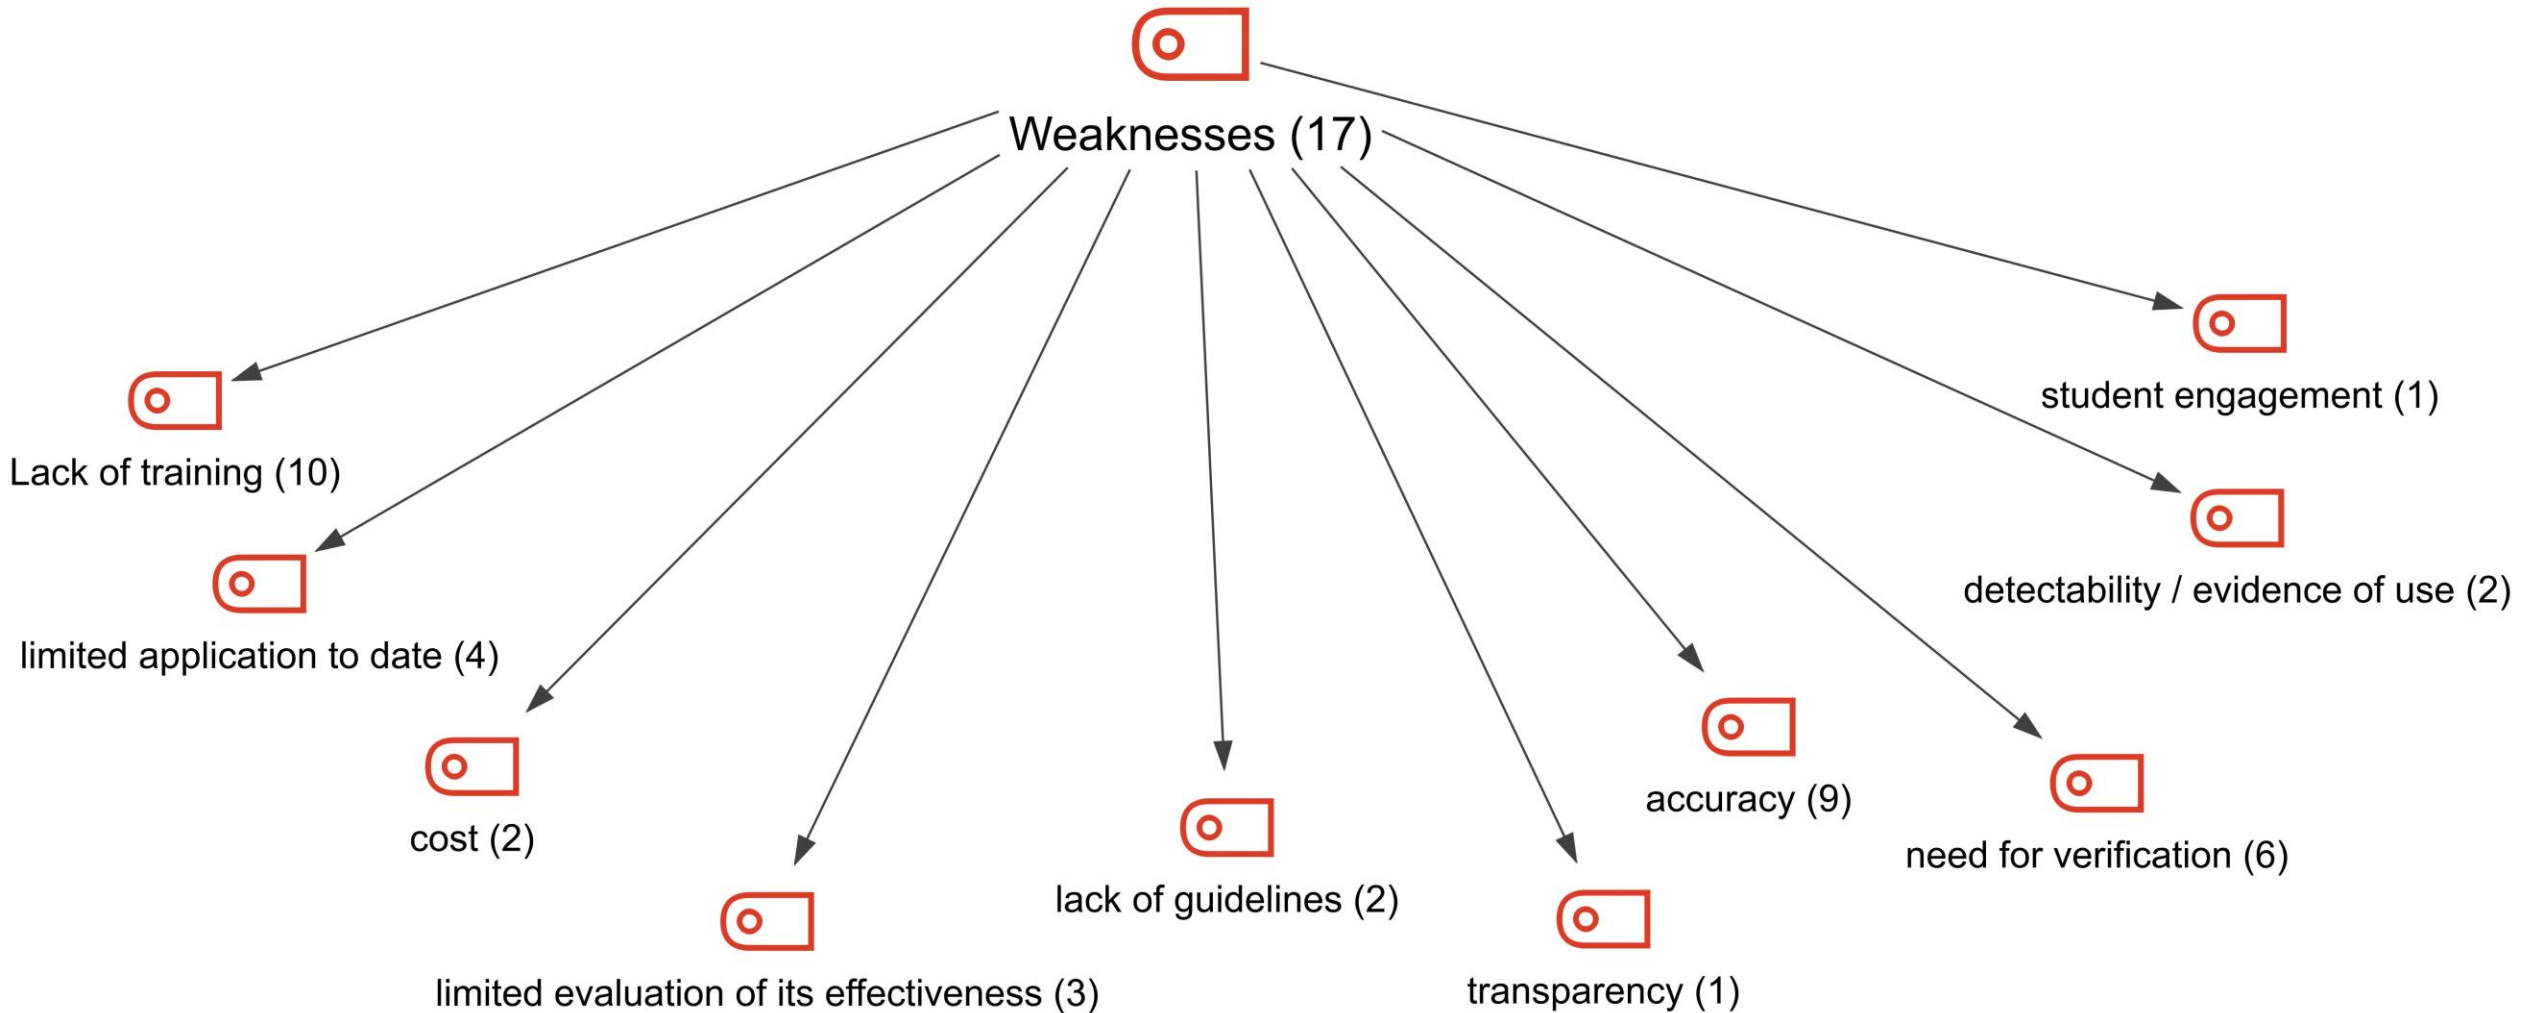 Weaknesses (17)
student engagement (1)
Lack of training (10)
detectability / evidence of use (2)
limited application to date (4)
accuracy (9)
cost (2)
need for verification (6)
lack of guidelines (2)
limited evaluation of its effectiveness (3)
transparency (1)